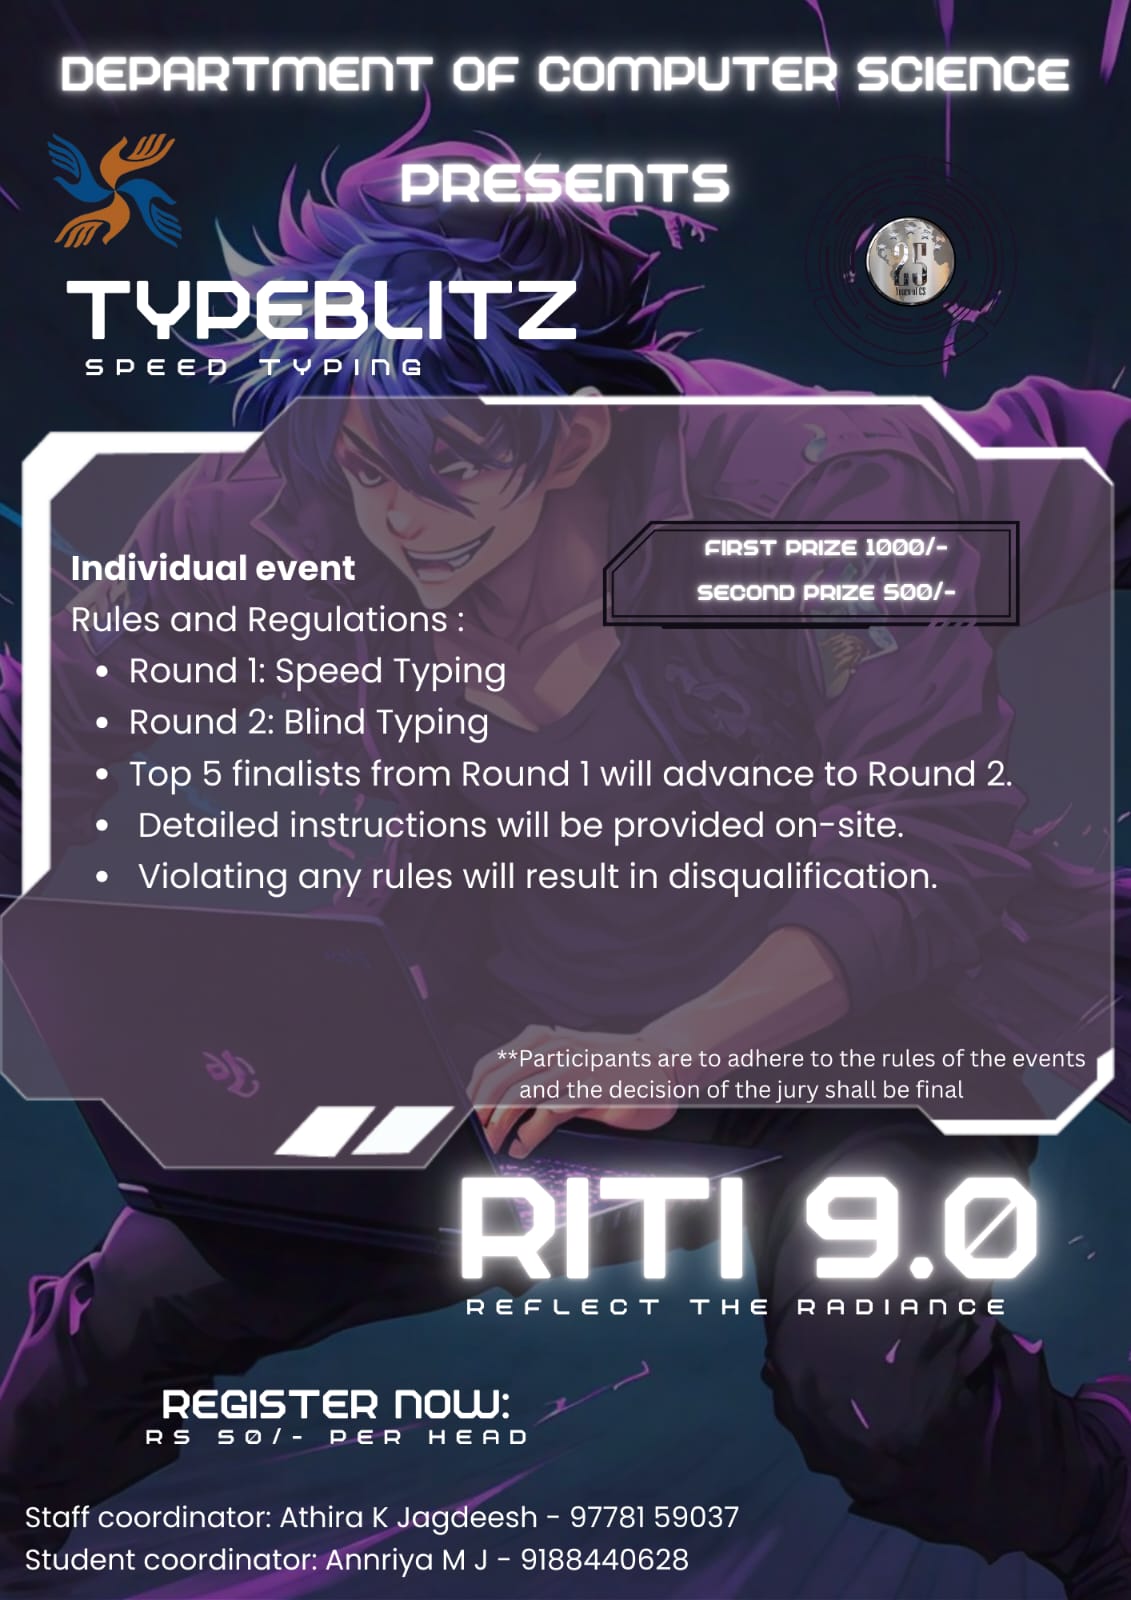 DEPARTMENT OF COMPUTER SCIENCE
PRESENTS
25
Years of CS
TYPEBLITZ
SPEED TYPING
FIRST PRIZE 1000/-
SECOND PRIZE 500/-
Individual event
Rules and Regulations :
• Round 1: Speed Typing
• Round 2: Blind Typing
• Top 5 finalists from Round 1 will advance to Round 2.
• Detailed instructions will be provided on-site.
• Violating any rules will result in disqualification.
**Participants are to adhere to the rules of the events
and the decision of the jury shall be final
RITI 9.0
REFLECT THE RADIANCE
REGISTER NOW:
RS 50/- PER HEAD
Staff coordinator: Athira K Jagdeesh - 97781 59037
Student coordinator: Annriya M J - 9188440628